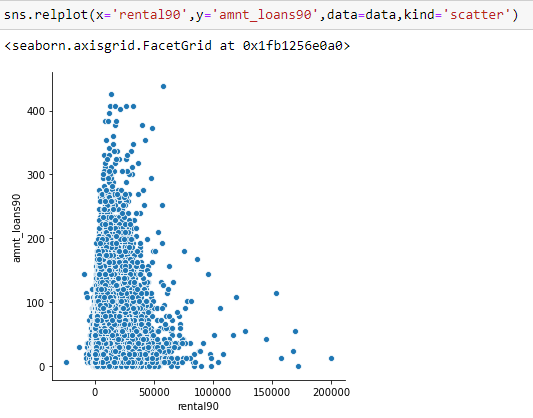 sns.relplot(x='rental90',y='amnt_loans90',data=data,kind='scatter')
<seaborn.axisgrid.FacetGrid at 0x1fb1256e0a0>
400
300
200
100
0
amnt_loans90
0 50000 100000 150000 200000
rental90